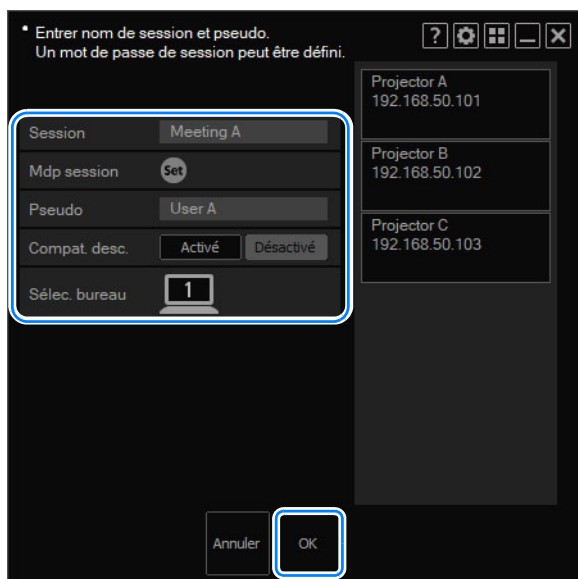 Entrer nom de session et pseudo.
Un mot de passe de session peut être défini.
?
Session Meeting A
Mdp session Set
Pseudo User A
Compat. desc. Activé Désactivé
Sélec. bureau 1
Projector A
192.168.50.101
Projector B
192.168.50.102
Projector C
192.168.50.103
Annuler OK